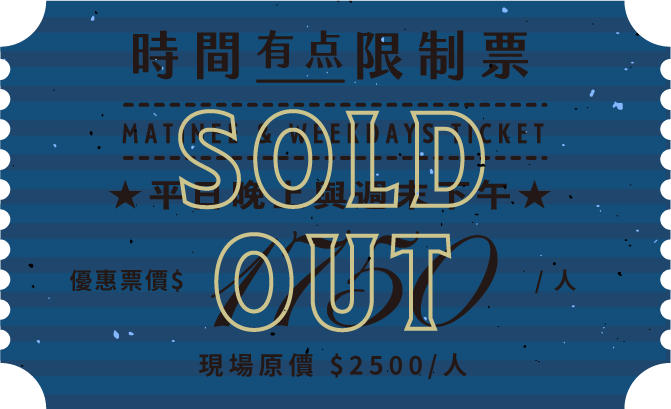 時間有点限制票
MATINEE & WEEKDAYS TICKET
★平日晚上與週末下午★
SOLD
OUT
優惠票價$ 1750 / 人
現場原價 $2500/人